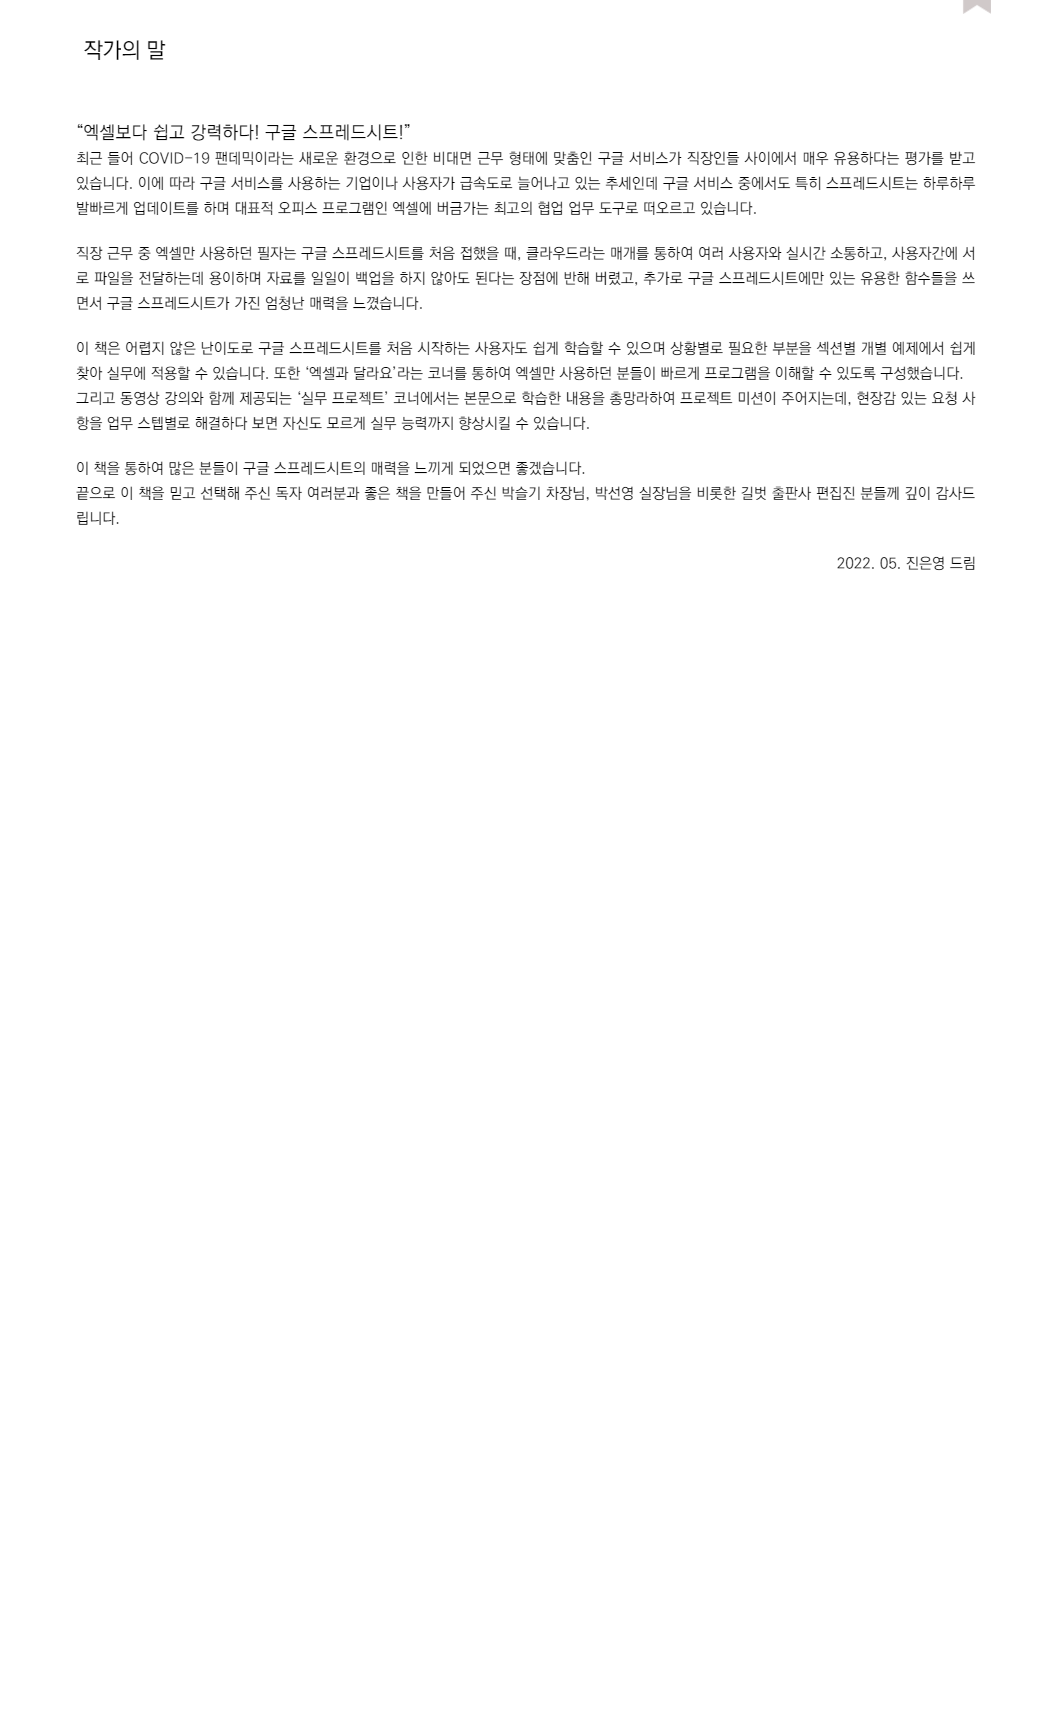 작가의 말
“엑셀보다 쉽고 강력하다! 구글 스프레드시트!”
최근 들어 COVID-19 팬데믹이라는 새로운 환경으로 인한 비대면 근무 형태에 맞춤인 구글 서비스가 직장인들 사이에서 매우 유용하다는 평가를 받고
있습니다. 이에 따라 구글 서비스를 사용하는 기업이나 사용자가 급속도로 늘어나고 있는 추세인데 구글 서비스 중에서도 특히 스프레드시트는 하루하루
발빠르게 업데이트를 하며 대표적 오피스 프로그램인 엑셀에 버금가는 최고의 협업 업무 도구로 떠오르고 있습니다.
직장 근무 중 엑셀만 사용하던 필자는 구글 스프레드시트를 처음 접했을 때, 클라우드라는 매개를 통하여 여러 사용자와 실시간 소통하고, 사용자간에 서
로 파일을 전달하는데 용이하며 자료를 일일이 백업을 하지 않아도 된다는 장점에 반해 버렸고, 추가로 구글 스프레드시트에만 있는 유용한 함수들을 쓰
면서 구글 스프레드시트가 가진 엄청난 매력을 느꼈습니다.
이 책은 어렵지 않은 난이도로 구글 스프레드시트를 처음 시작하는 사용자도 쉽게 학습할 수 있으며 상황별로 필요한 부분을 섹션별 개별 예제에서 쉽게
찾아 실무에 적용할 수 있습니다. 또한 ‘엑셀과 달라요’라는 코너를 통하여 엑셀만 사용하던 분들이 빠르게 프로그램을 이해할 수 있도록 구성했습니다.
그리고 동영상 강의와 함께 제공되는 ‘실무 프로젝트’ 코너에서는 본문으로 학습한 내용을 총망라하여 프로젝트 미션이 주어지는데, 현장감 있는 요청 사
항을 업무 스텝별로 해결하다 보면 자신도 모르게 실무 능력까지 향상시킬 수 있습니다.
이 책을 통하여 많은 분들이 구글 스프레드시트의 매력을 느끼게 되었으면 좋겠습니다.
끝으로 이 책을 믿고 선택해 주신 독자 여러분과 좋은 책을 만들어 주신 박슬기 차장님, 박선영 실장님을 비롯한 길벗 출판사 편집진 분들께 깊이 감사드
립니다.
2022. 05. 진은영 드림